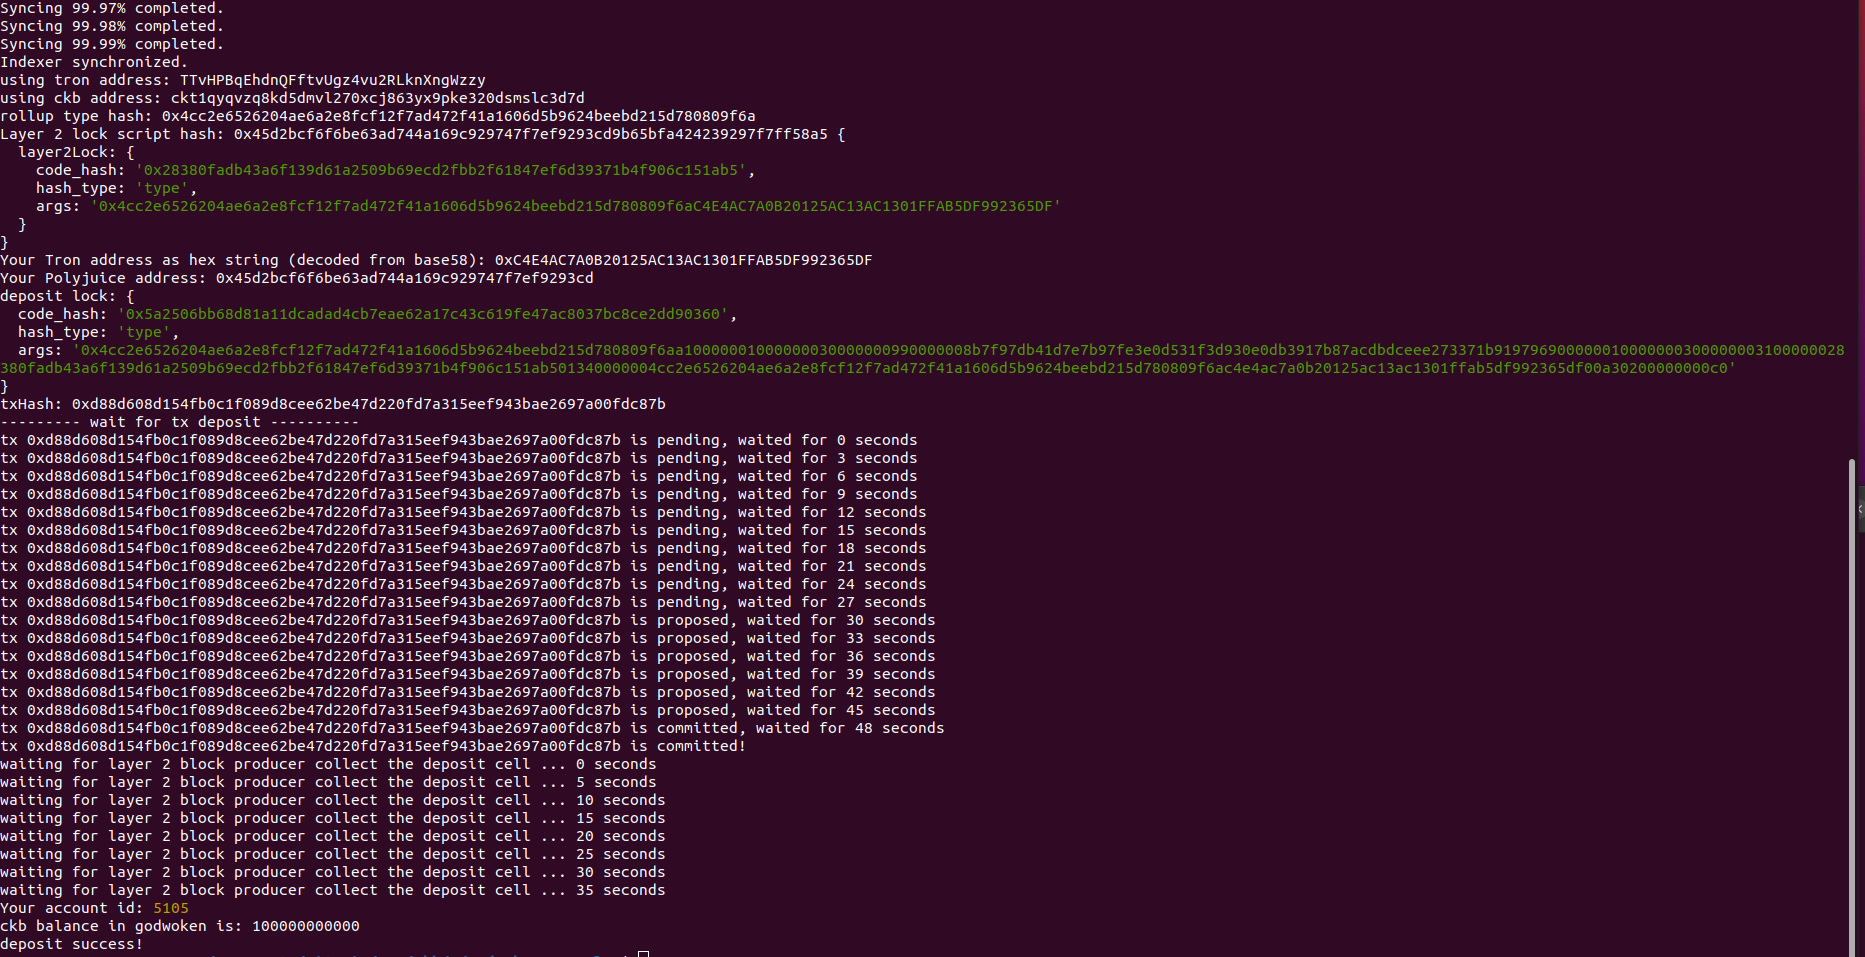 Syncing 99.97% completed.
Syncing 99.98% completed.
Syncing 99.99% completed.
Indexer synchronized.
using tron address: TTvHPBqEhdnQFftvUgz4vu2RLknXngWzzy
using ckb address: ckt1qyqvzq8kd5dmvl270xcj863yx9pke320dsmslc3d7d
rollup type hash: 0x4cc2e6526204ae6a2e8fcf12f7ad472f41a1606d5b9624beebd215d780809f6a
Layer 2 lock script hash: 0x45d2bcf6f6be63ad744a169c929747f7ef9293cd9b65bfa424239297f7ff58a5 {
  layer2Lock: {
    code_hash: '0x28380fadb43a6f139d61a2509b69ecd2fbb2f61847ef6d39371b4f906c151ab5',
    hash_type: 'type',
    args: '0x4cc2e6526204ae6a2e8fcf12f7ad472f41a1606d5b9624beebd215d780809f6aC4E4AC7A0B20125AC13AC1301FFAB5DF992365DF'
  }
}
Your Tron address as hex string (decoded from base58): 0xC4E4AC7A0B20125AC13AC1301FFAB5DF992365DF
Your Polyjuice address: 0x45d2bcf6f6be63ad744a169c929747f7ef9293cd
deposit lock: {
  code_hash: '0x5a2506bb68d81a11dcadad4cb7eae62a17c43c619fe47ac8037bc8ce2dd90360',
  hash_type: 'type',
  args: '0x4cc2e6526204ae6a2e8fcf12f7ad472f41a1606d5b9624beebd215d780809f6aa10000001000000030000000990000008b7f97db41d7e7b97fe3e0d531f3d930e0db3917b87acdbdceee273371b919796900000010000000300000003100000028
380fadb43a6f139d61a2509b69ecd2fbb2f61847ef6d39371b4f906c151ab501340000004cc2e6526204ae6a2e8fcf12f7ad472f41a1606d5b9624beebd215d780809f6ac4e4ac7a0b20125ac13ac1301ffab5df992365df00a30200000000c0'
}
txHash: 0xd88d608d154fb0c1f089d8cee62be47d220fd7a315eef943bae2697a00fdc87b
--------- wait for tx deposit ----------
tx 0xd88d608d154fb0c1f089d8cee62be47d220fd7a315eef943bae2697a00fdc87b is pending, waited for 0 seconds
tx 0xd88d608d154fb0c1f089d8cee62be47d220fd7a315eef943bae2697a00fdc87b is pending, waited for 3 seconds
tx 0xd88d608d154fb0c1f089d8cee62be47d220fd7a315eef943bae2697a00fdc87b is pending, waited for 6 seconds
tx 0xd88d608d154fb0c1f089d8cee62be47d220fd7a315eef943bae2697a00fdc87b is pending, waited for 9 seconds
tx 0xd88d608d154fb0c1f089d8cee62be47d220fd7a315eef943bae2697a00fdc87b is pending, waited for 12 seconds
tx 0xd88d608d154fb0c1f089d8cee62be47d220fd7a315eef943bae2697a00fdc87b is pending, waited for 15 seconds
tx 0xd88d608d154fb0c1f089d8cee62be47d220fd7a315eef943bae2697a00fdc87b is pending, waited for 18 seconds
tx 0xd88d608d154fb0c1f089d8cee62be47d220fd7a315eef943bae2697a00fdc87b is pending, waited for 21 seconds
tx 0xd88d608d154fb0c1f089d8cee62be47d220fd7a315eef943bae2697a00fdc87b is pending, waited for 24 seconds
tx 0xd88d608d154fb0c1f089d8cee62be47d220fd7a315eef943bae2697a00fdc87b is pending, waited for 27 seconds
tx 0xd88d608d154fb0c1f089d8cee62be47d220fd7a315eef943bae2697a00fdc87b is proposed, waited for 30 seconds
tx 0xd88d608d154fb0c1f089d8cee62be47d220fd7a315eef943bae2697a00fdc87b is proposed, waited for 33 seconds
tx 0xd88d608d154fb0c1f089d8cee62be47d220fd7a315eef943bae2697a00fdc87b is proposed, waited for 36 seconds
tx 0xd88d608d154fb0c1f089d8cee62be47d220fd7a315eef943bae2697a00fdc87b is proposed, waited for 39 seconds
tx 0xd88d608d154fb0c1f089d8cee62be47d220fd7a315eef943bae2697a00fdc87b is proposed, waited for 42 seconds
tx 0xd88d608d154fb0c1f089d8cee62be47d220fd7a315eef943bae2697a00fdc87b is proposed, waited for 45 seconds
tx 0xd88d608d154fb0c1f089d8cee62be47d220fd7a315eef943bae2697a00fdc87b is committed, waited for 48 seconds
tx 0xd88d608d154fb0c1f089d8cee62be47d220fd7a315eef943bae2697a00fdc87b is committed!
waiting for layer 2 block producer collect the deposit cell ... 0 seconds
waiting for layer 2 block producer collect the deposit cell ... 5 seconds
waiting for layer 2 block producer collect the deposit cell ... 10 seconds
waiting for layer 2 block producer collect the deposit cell ... 15 seconds
waiting for layer 2 block producer collect the deposit cell ... 20 seconds
waiting for layer 2 block producer collect the deposit cell ... 25 seconds
waiting for layer 2 block producer collect the deposit cell ... 30 seconds
waiting for layer 2 block producer collect the deposit cell ... 35 seconds
Your account id: 5105
ckb balance in godwoken is: 100000000000
deposit success!